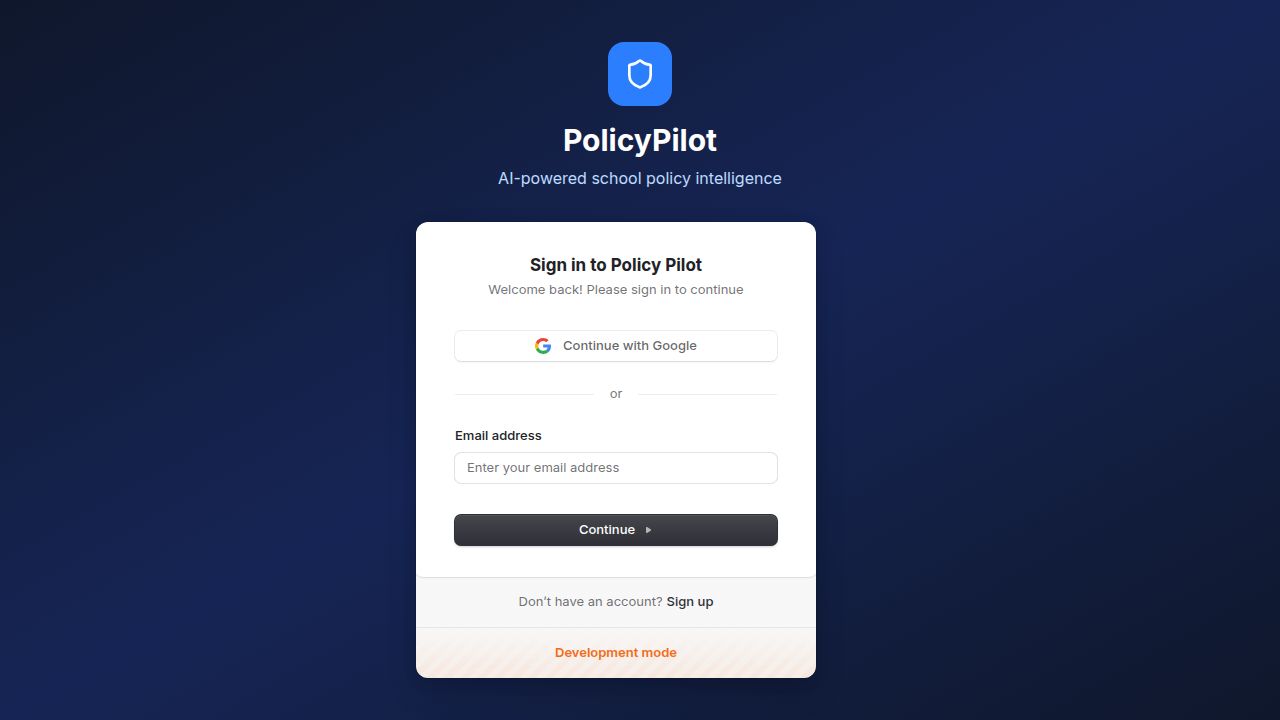 PolicyPilot
AI-powered school policy intelligence
Sign in to Policy Pilot
Welcome back! Please sign in to continue
Continue with Google
or
Email address
Enter your email address
Continue
Don't have an account? Sign up
Development mode